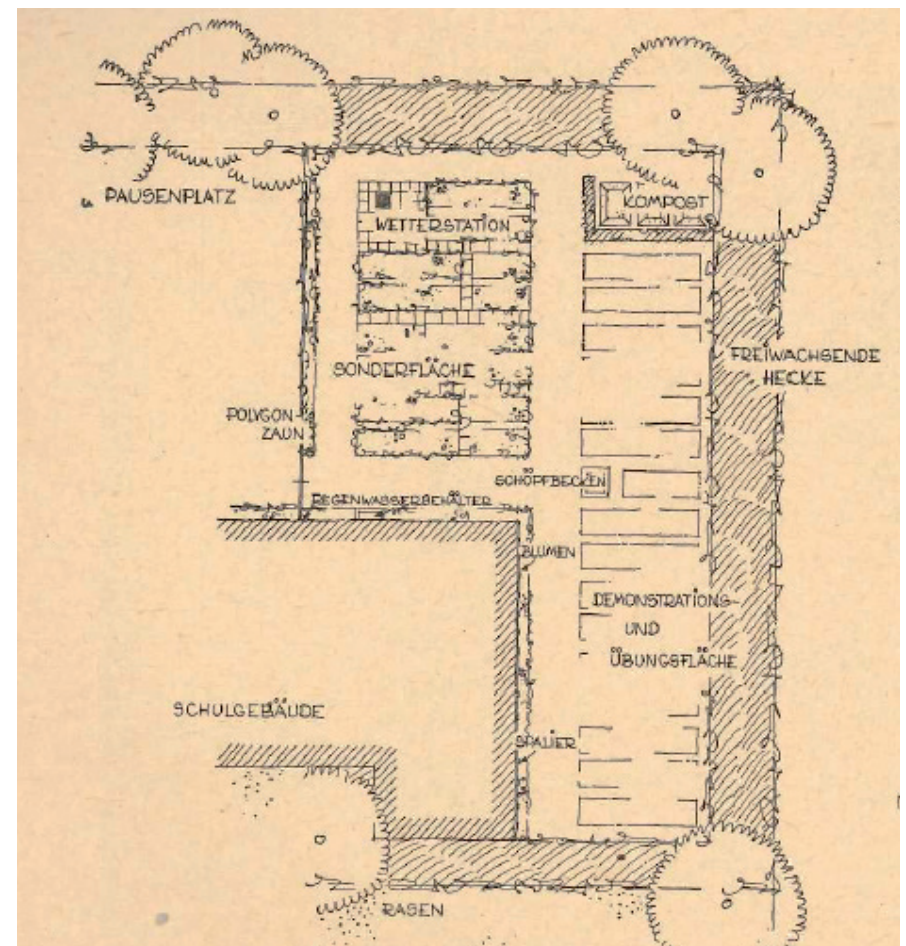 PAUSENPLATZ
KOMPOST
WETTERSTATION
FREIWACHSENDE
HECKE
SONDERFLÄCHE
POLYGON-
ZAUN
SCHÖPFBECKEN
REGENWASSERBEHÄLTER
BLUMEN
DEMONSTRATIONS-
UND
ÜBUNGSFLÄCHE
SCHULGEBÄUDE
SPALIER
RASEN